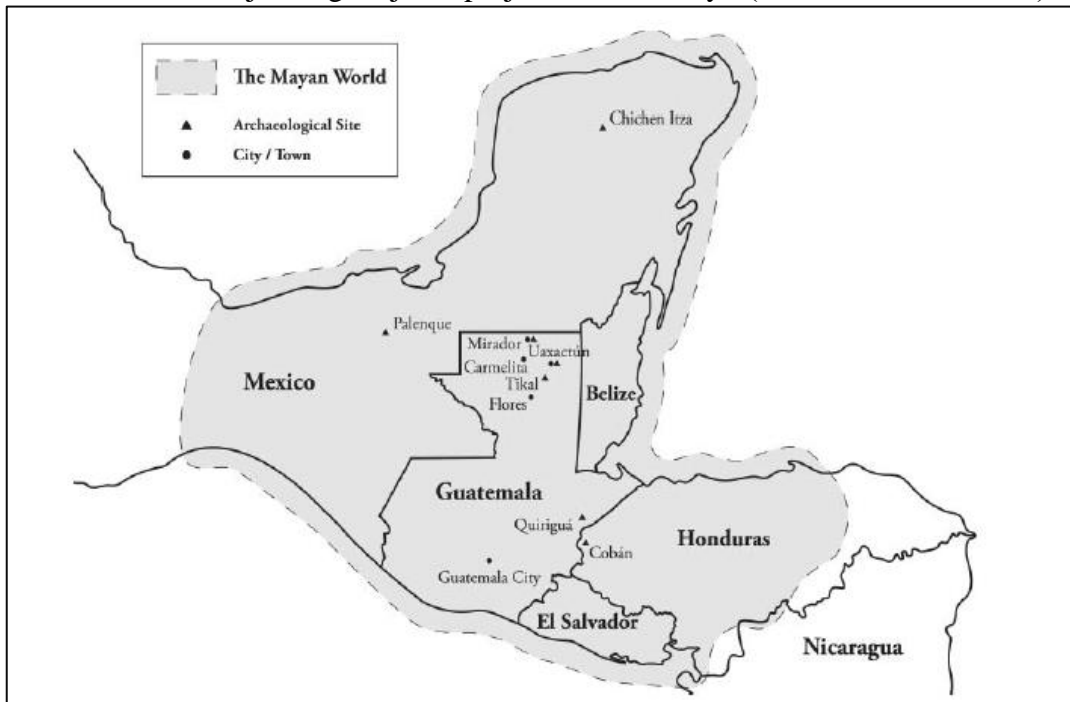 The Mayan World
Archaeological Site
City / Town
Chichen Itza
Palenque
Mirador
Uaxactún
Carmelita
Tikal
Flores
Mexico
Belize
Guatemala
Quiriguá
Cobán
Honduras
Guatemala City
El Salvador
Nicaragua